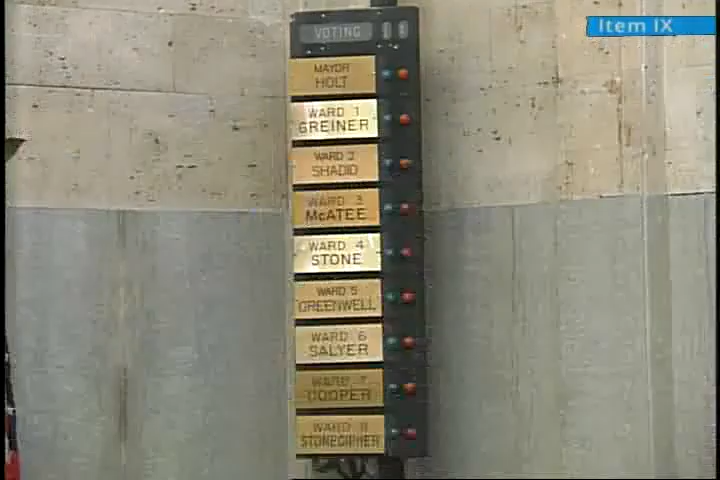 Item IX
VOTING
MAYOR
HOLT
WARD 1
GREINER
WARD 2
SHADID
WARD 3
McATEE
WARD 4
STONE
WARD 5
GREENWELL
WARD 6
SALYER
WARD 7
COOPER
WARD 8
STONECIPHER